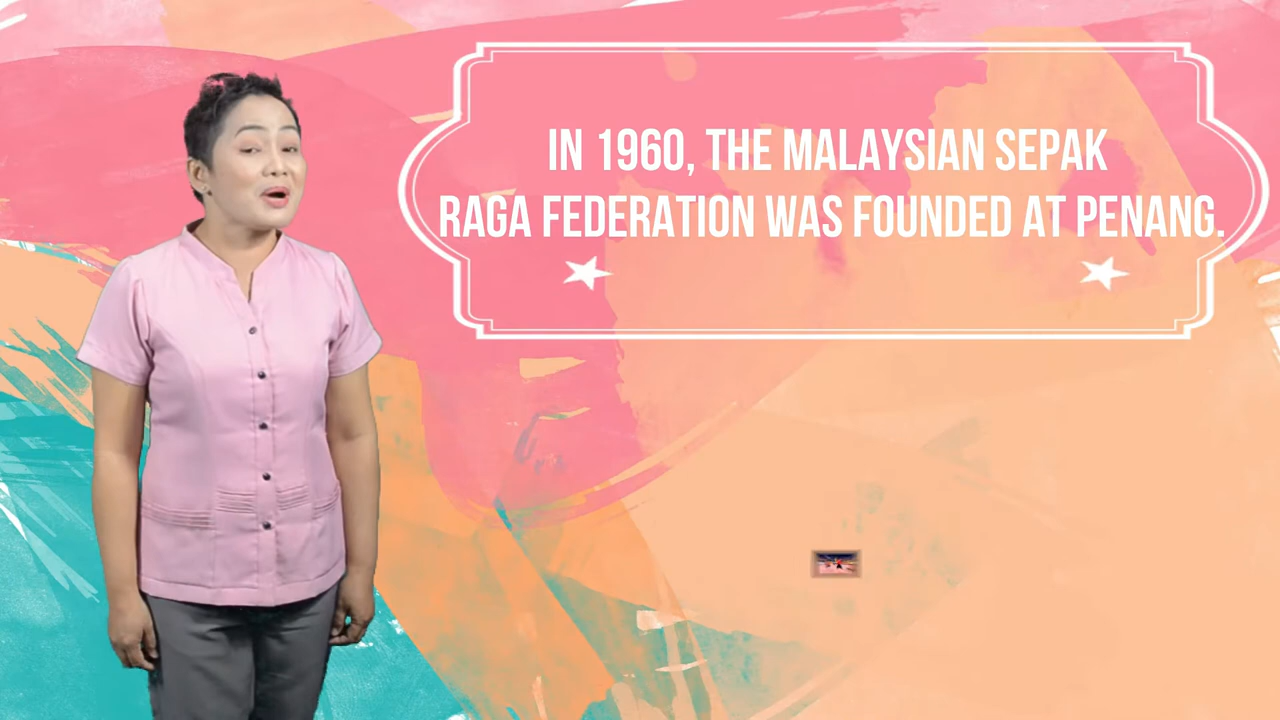 IN 1960, THE MALAYSIAN SEPAK
RAGA FEDERATION WAS FOUNDED AT PENANG.